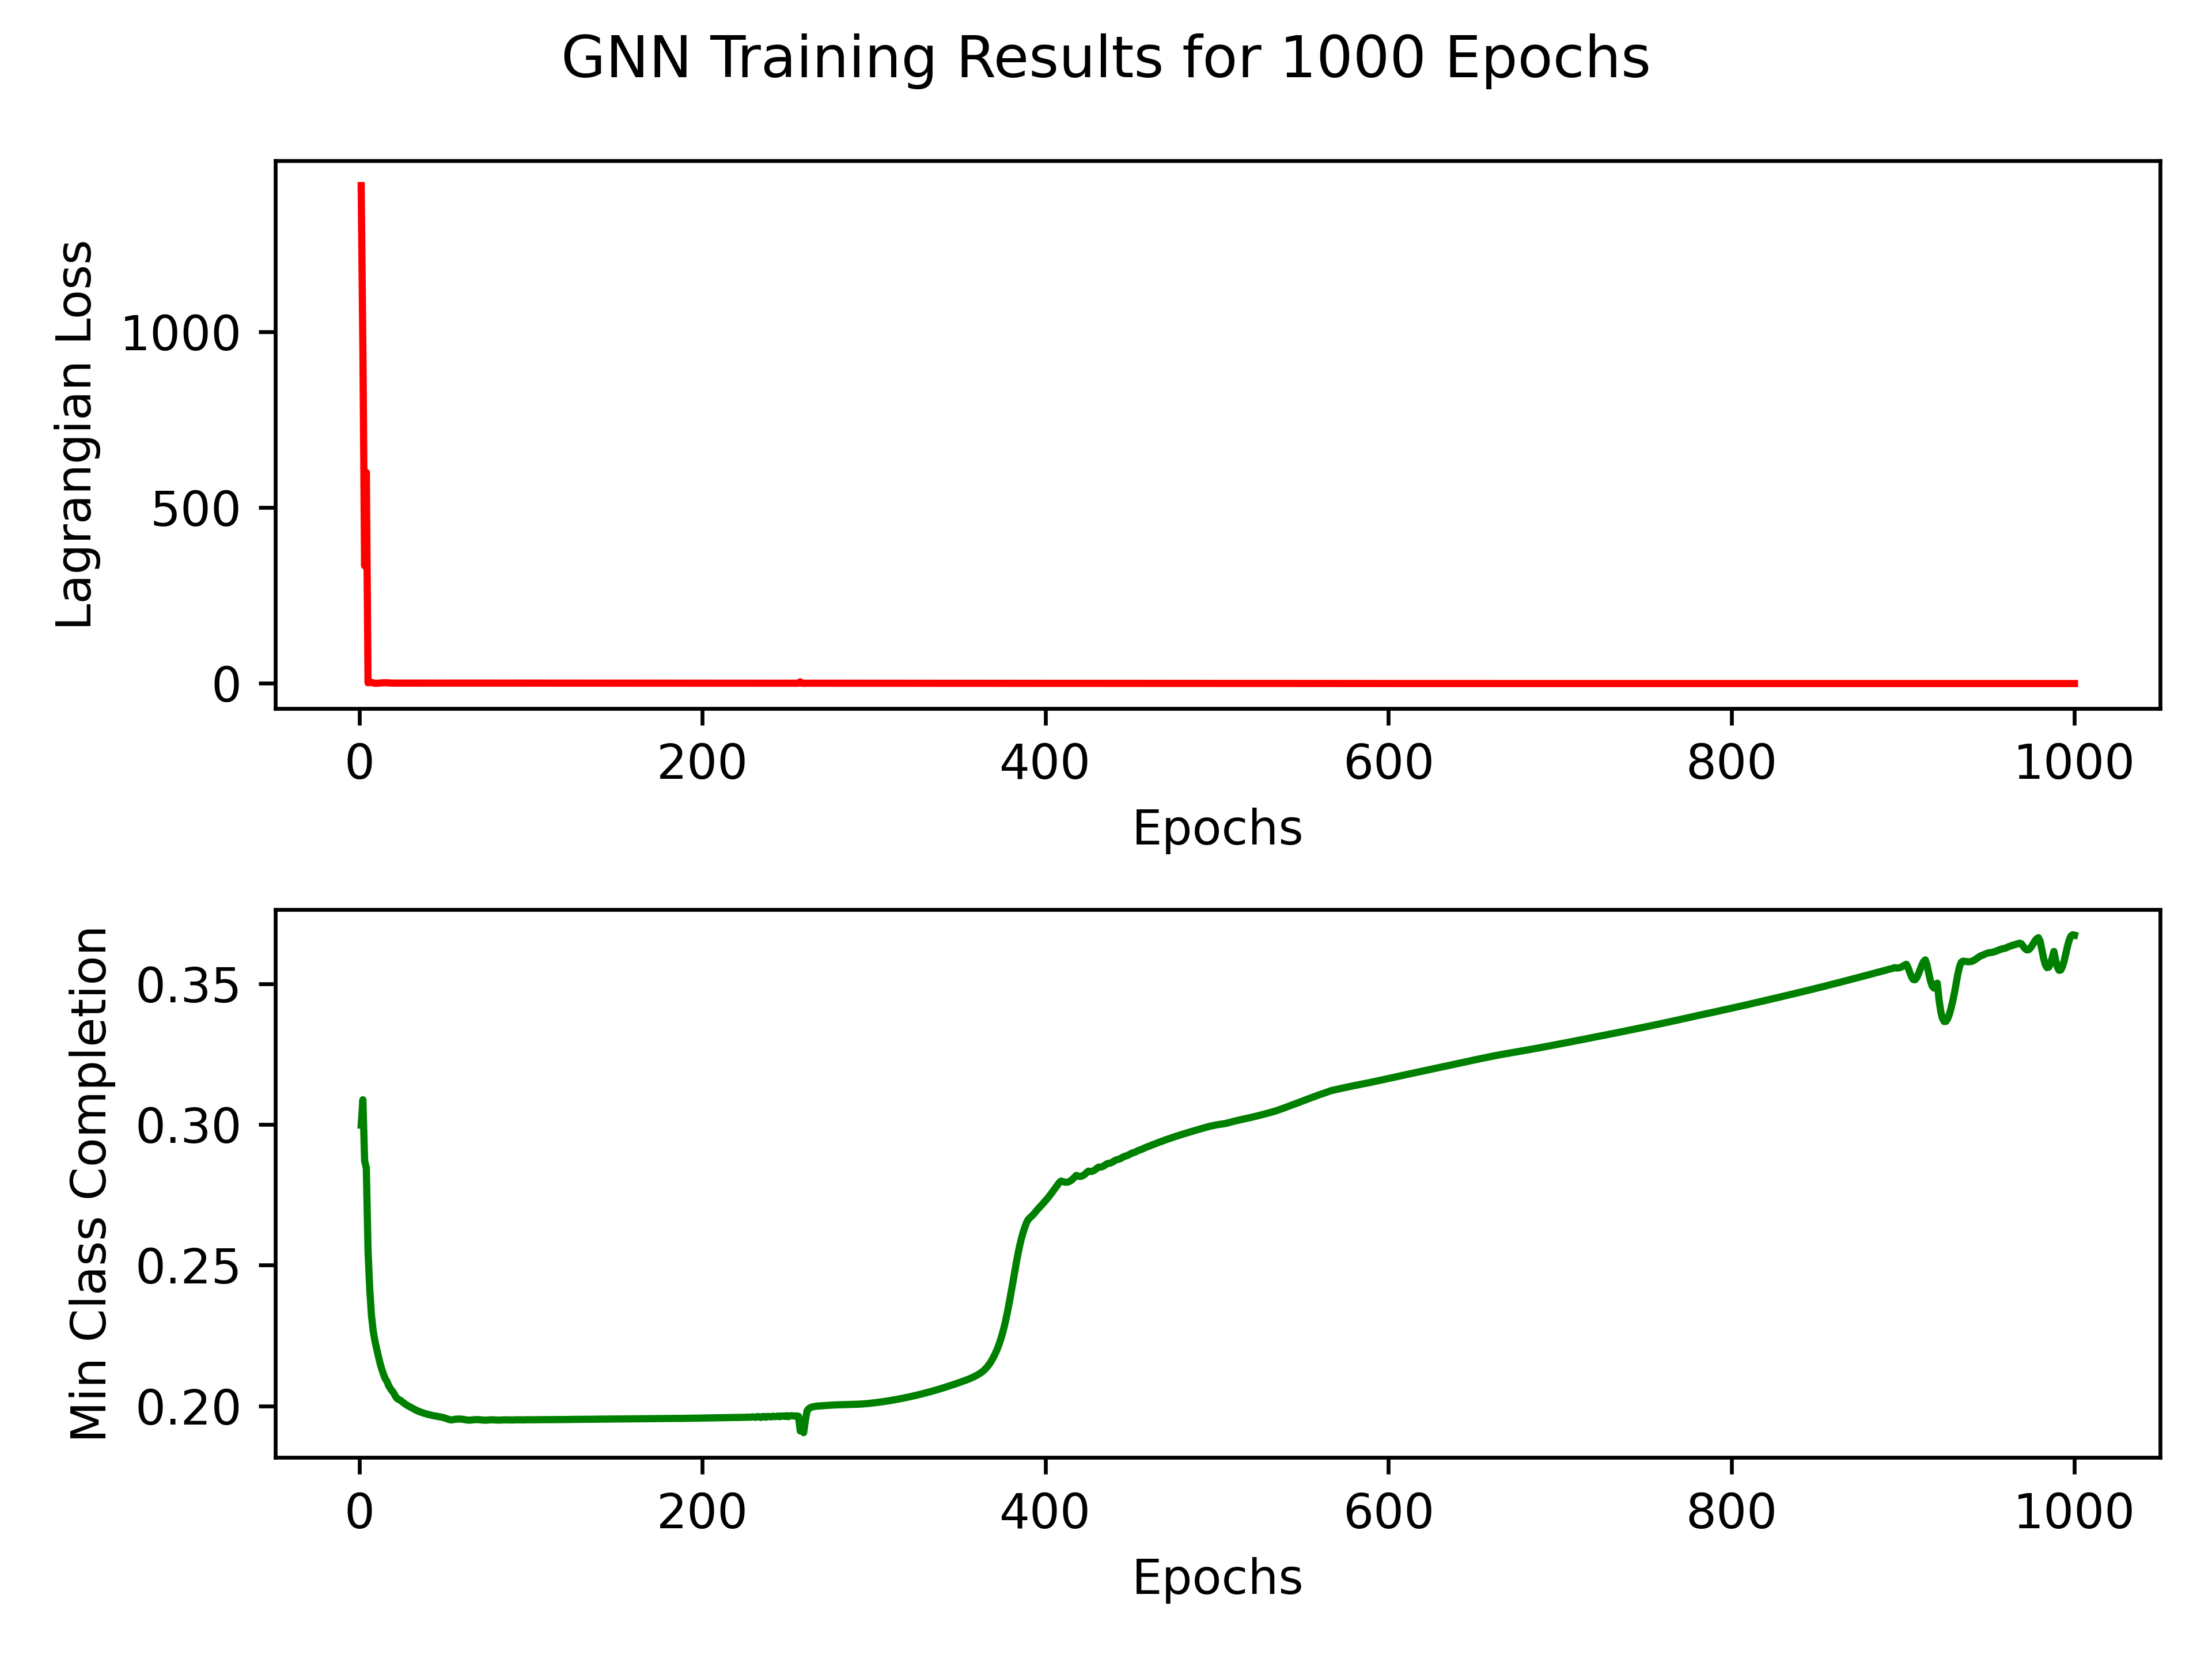 GNN Training Results for 1000 Epochs
Lagrangian Loss
1000
500
0
0 200 400 600 800 1000
Epochs
Min Class Completion
0.35
0.30
0.25
0.20
0 200 400 600 800 1000
Epochs